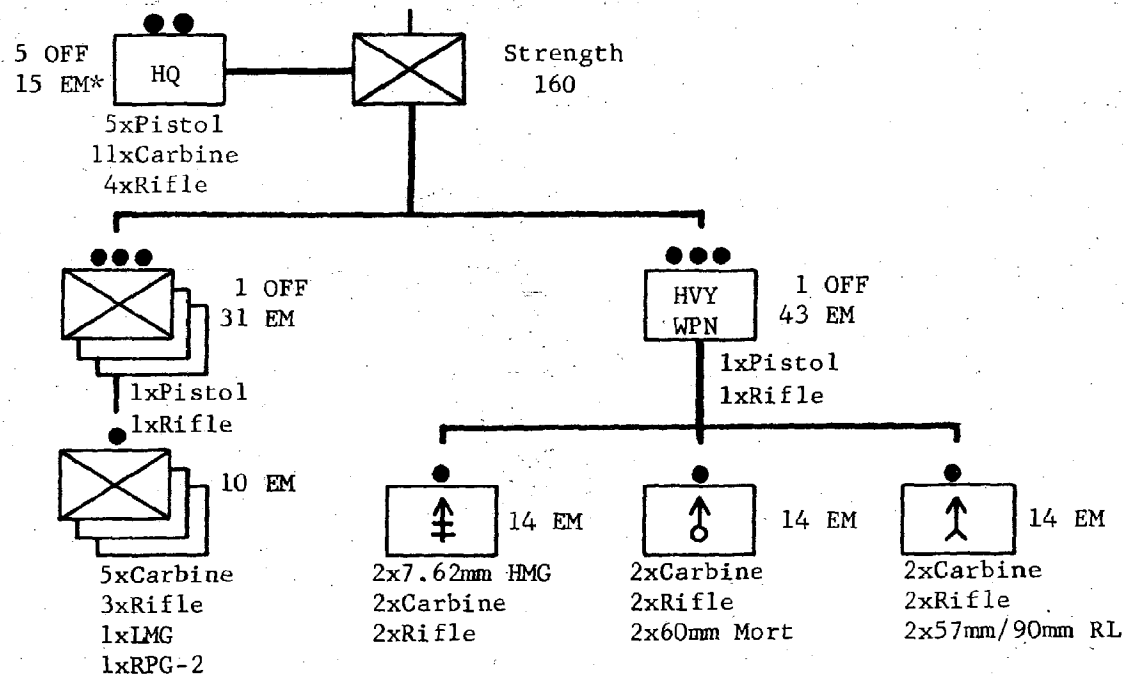 5 OFF
15 EM*
HQ
5xPistol
11xCarbine
4xRifle
Strength
160
1 OFF
31 EM
1xPistol
1xRifle
10 EM
5xCarbine
3xRifle
1xLMG
1xRPG-2
HVY
WPN
1 OFF
43 EM
1xPistol
1xRifle
14 EM
2x7.62mm HMG
2xCarbine
2xRifle
14 EM
2xCarbine
2xRifle
2x60mm Mort
14 EM
2xCarbine
2xRifle
2x57mm/90mm RL